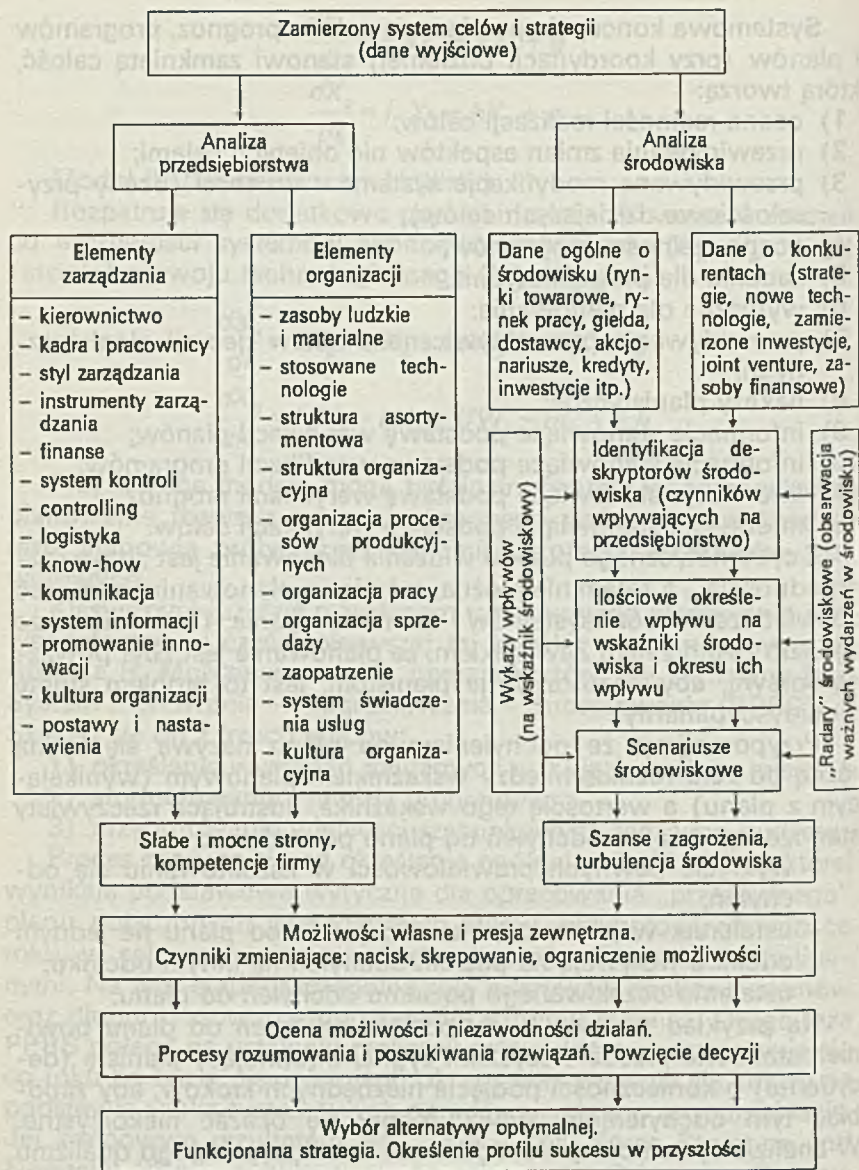 Zamierzony system celów i strategii
(dane wyjściowe)
Analiza
przedsiębiorstwa
Analiza
środowiska
Elementy
zarządzania
– kierownictwo
– kadra i pracownicy
– styl zarządzania
– instrumenty zarzą-
dzania
– finanse
– system kontroli
– controlling
– logistyka
– know-how
– komunikacja
– system informacji
– promowanie inno-
wacji
– kultura organizacji
– postawy i nasta-
wienia
Elementy
organizacji
– zasoby ludzkie
i materialne
– stosowane tech-
nologie
– struktura asorty-
mentowa
– struktura organiza-
cyjna
– organizacja proce-
sów produkcyj-
nych
– organizacja pracy
– organizacja sprze-
daży
– zaopatrzenie
– system świadcze-
nia usług
– kultura organiza-
cyjna
Dane ogólne o
środowisku (ryn-
ki towarowe, ry-
nek pracy, giełda,
dostawcy, akcjo-
nariusze, kredyty,
inwestycje itp.)
Dane o konku-
rentach (strate-
gie, nowe tech-
nologie, zamie-
rzone inwestycje,
joint venture, za-
soby finansowe)
Wykazy wpływów
(na wskaźnik środowiskowy)
Identyfikacja de-
skryptorów środo-
wiska (czynników
wpływających na
przedsiębiorstwo)
Ilościowe określe-
nie wpływu na
wskaźniki środo-
wiska i okresu ich
wpływu
Scenariusze
środowiskowe
„Radary” środowiskowe (obserwacja
ważnych wydarzeń w środowisku)
Słabe i mocne strony,
kompetencje firmy
Szanse i zagrożenia,
turbulencja środowiska
Możliwości własne i presja zewnętrzna.
Czynniki zmieniające: nacisk, skrępowanie, ograniczenie możliwości
Ocena możliwości i niezawodności działań.
Procesy rozumowania i poszukiwania rozwiązań. Powzięcie decyzji
Wybór alternatywy optymalnej.
Funkcjonalna strategia. Określenie profilu sukcesu w przyszłości